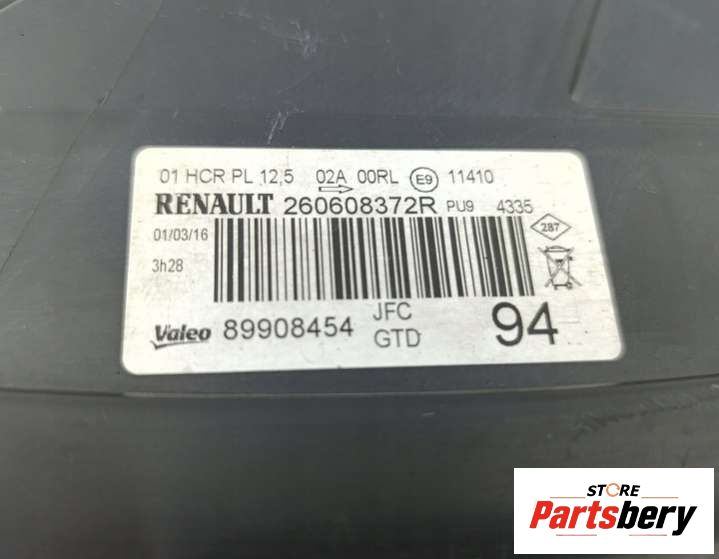 01 HCR PL 12,5 02A 00RL E9 11410
RENAULT 260608372R PU9 4335
01/03/16
287
3h28
Valeo 89908454 JFC
GTD
94
STORE
Partsbery